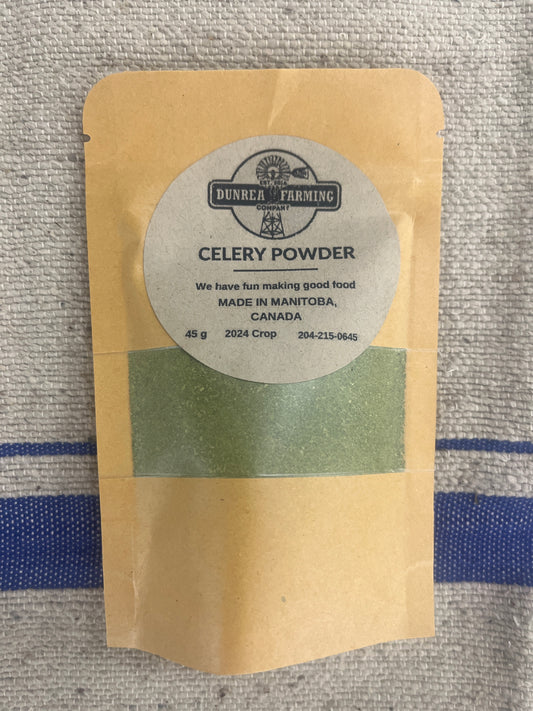 DUNREA FARMING
COMPANY
CELERY POWDER
We have fun making good food
MADE IN MANITOBA,
CANADA
45 g 2024 Crop 204-215-0645